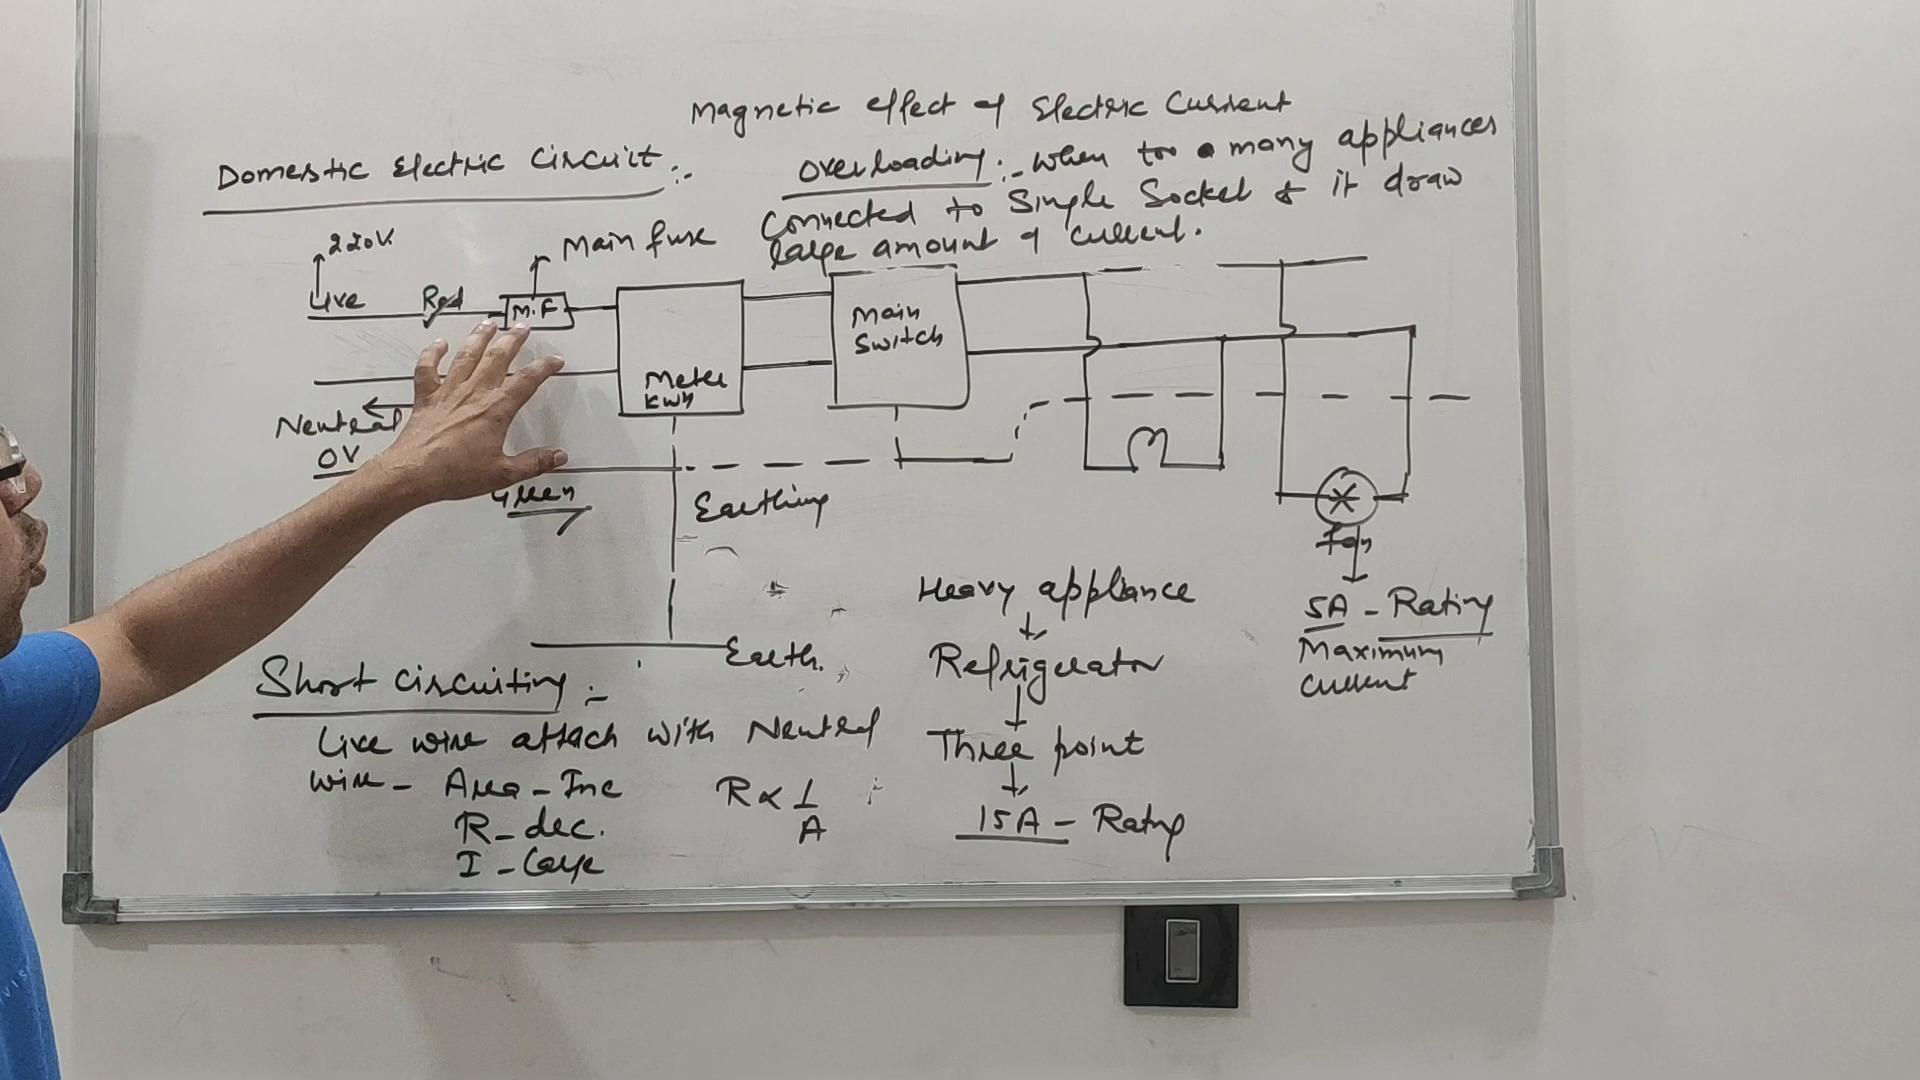 Magnetic effect of Electric Current
Domestic Electric Circuit :-
Overloading :- When too many appliances
Connected to Single Socket & it draw
large amount of current.
220V.
Main fuse
Live
Red
M.F
Main
Switch
Meter
KWH
Neutral
0V
Green
Earthing
Fan
Heavy appliance
5A - Rating
Maximum
Current
Refrigerator
Earth.
Short Circuiting :-
Live wire attach with Neutral
Wire - Area - Inc
R ∝ 1/A
Three point
R - dec.
15A - Rating
I - Large